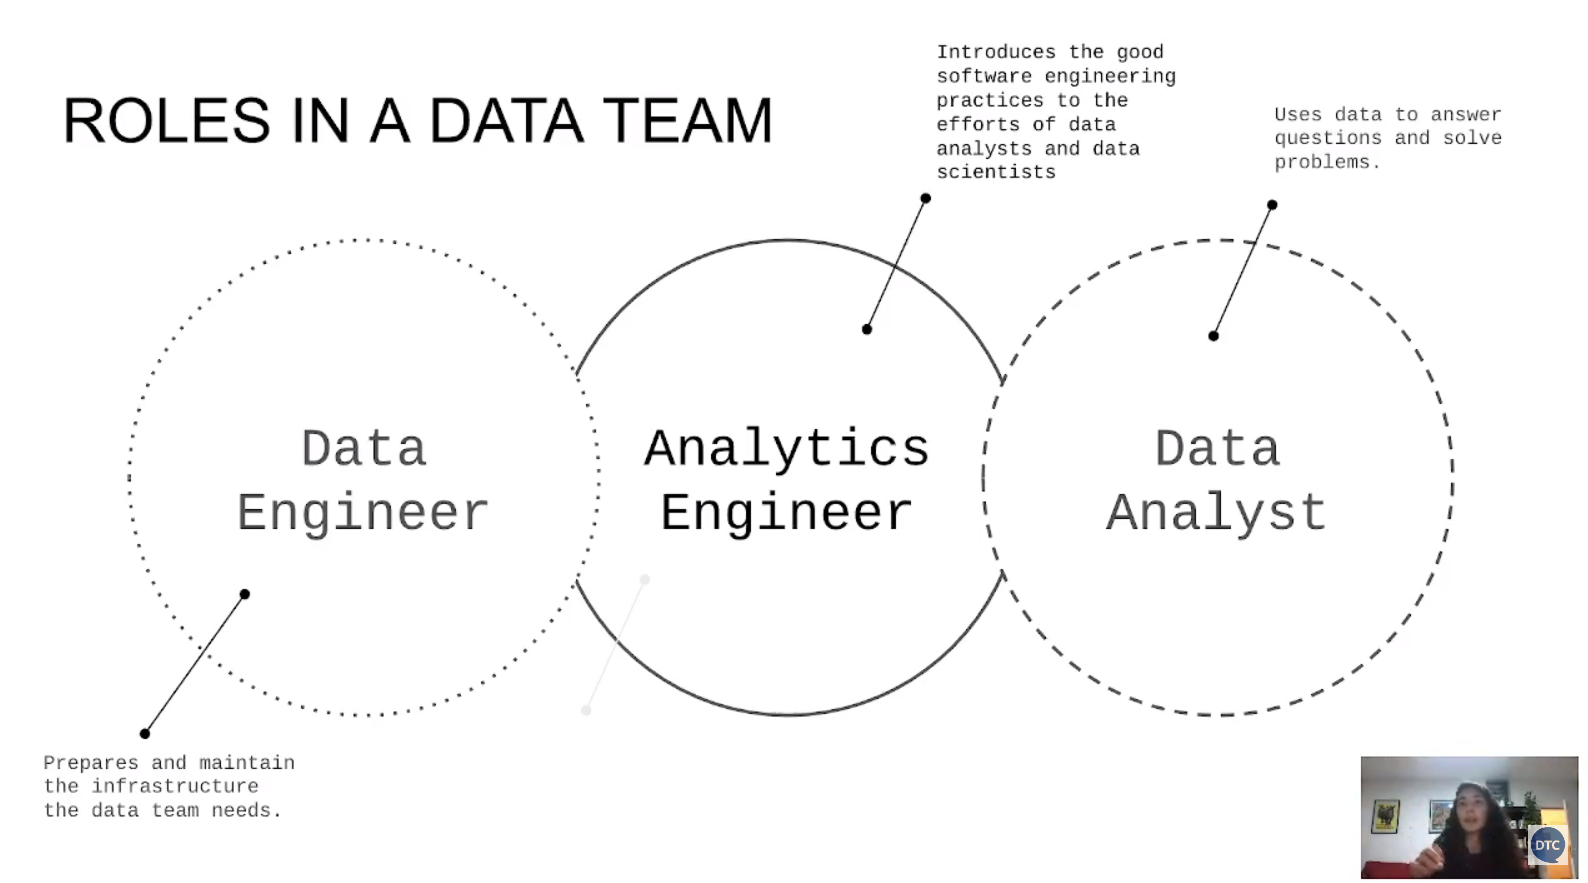 ROLES IN A DATA TEAM
Introduces the good
software engineering
practices to the
efforts of data
analysts and data
scientists
Uses data to answer
questions and solve
problems.
Data
Engineer
Analytics
Engineer
Data
Analyst
Prepares and maintain
the infrastructure
the data team needs.
DTC